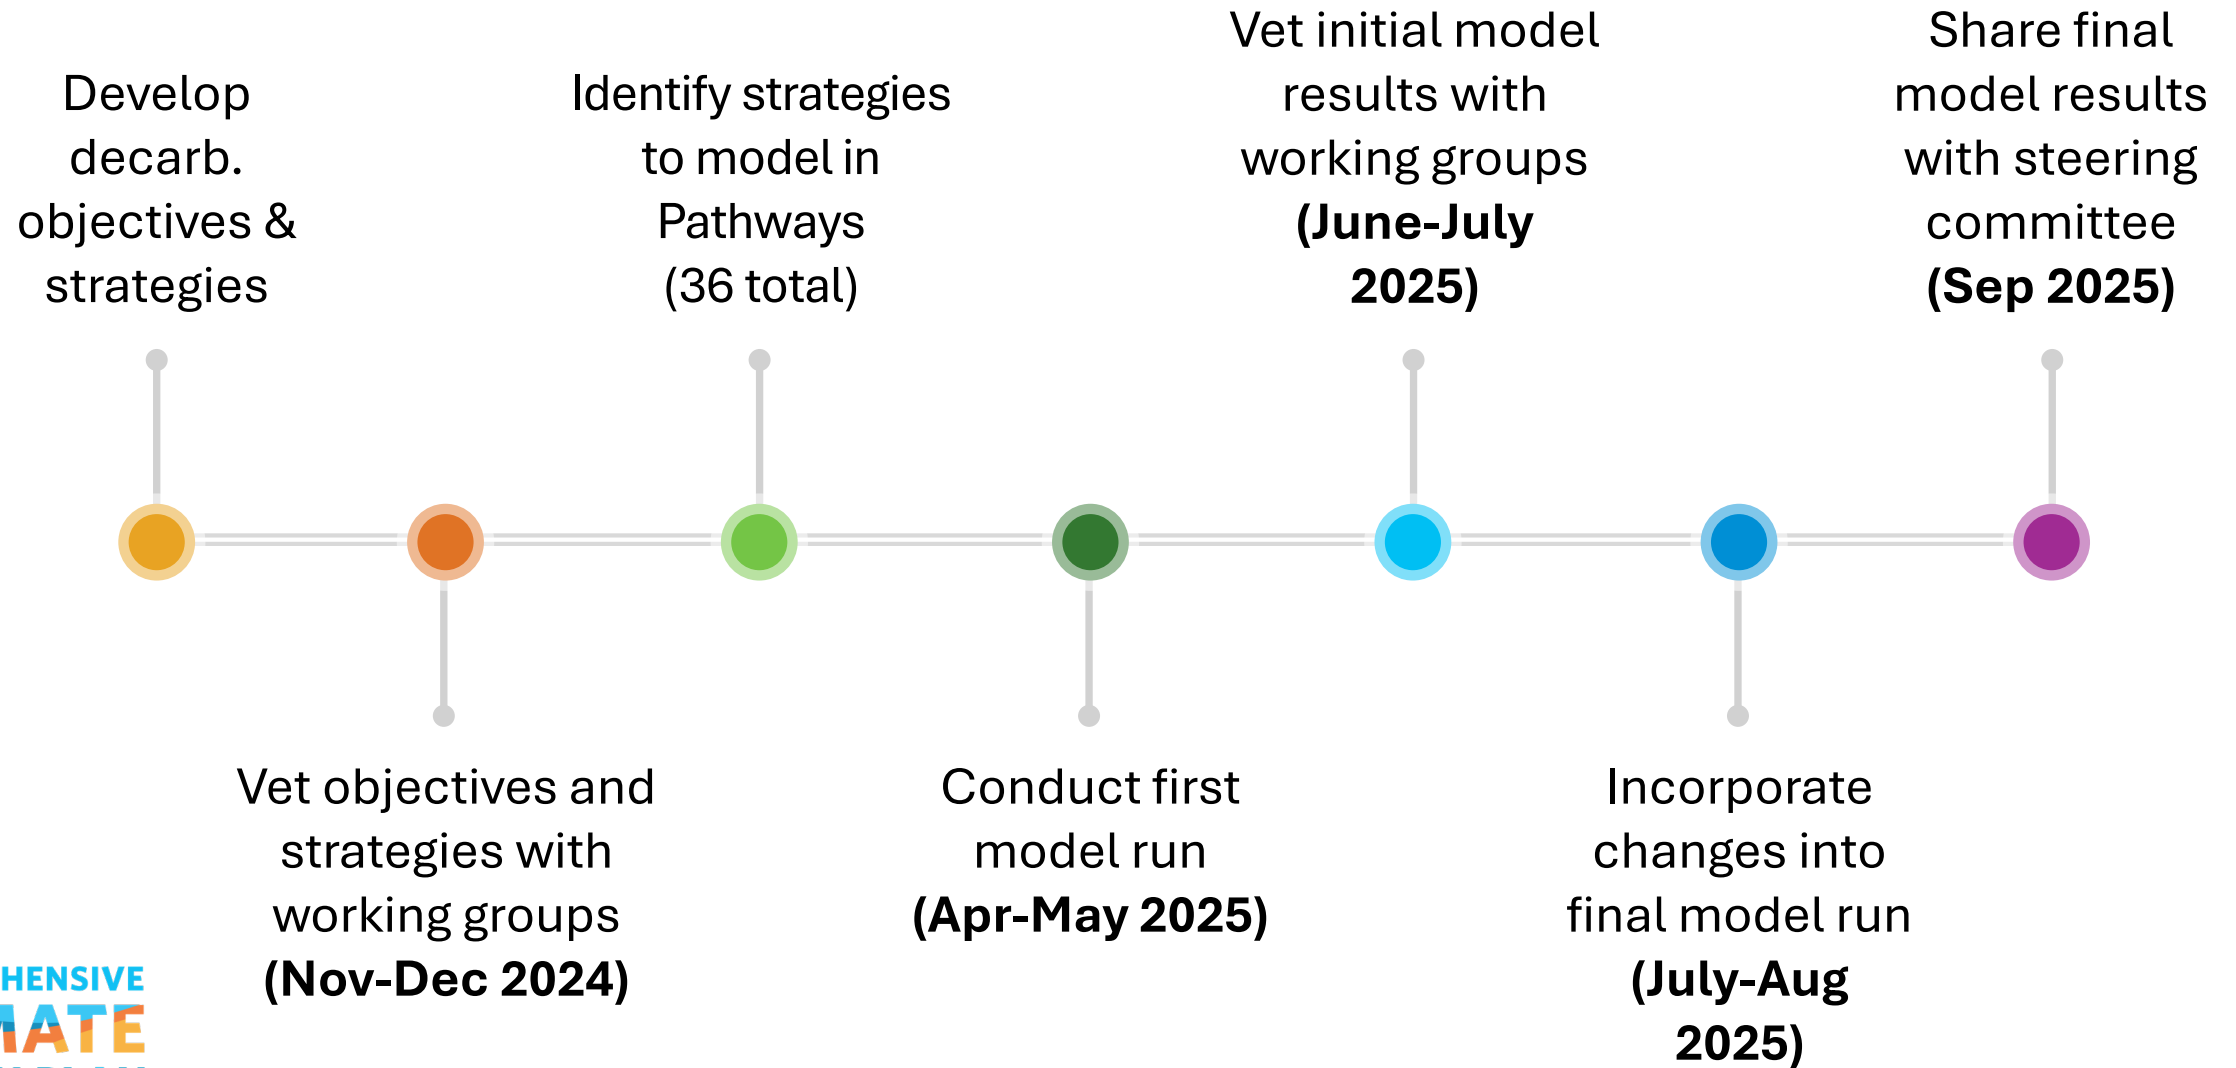 Develop
decarb.
objectives &
strategies
Vet objectives and
strategies with
working groups
(Nov-Dec 2024)
Identify strategies
to model in
Pathways
(36 total)
Conduct first
model run
(Apr-May 2025)
Vet initial model
results with
working groups
(June-July
2025)
Incorporate
changes into
final model run
(July-Aug
2025)
Share final
model results
with steering
committee
(Sep 2025)
HENSIVE
MATE